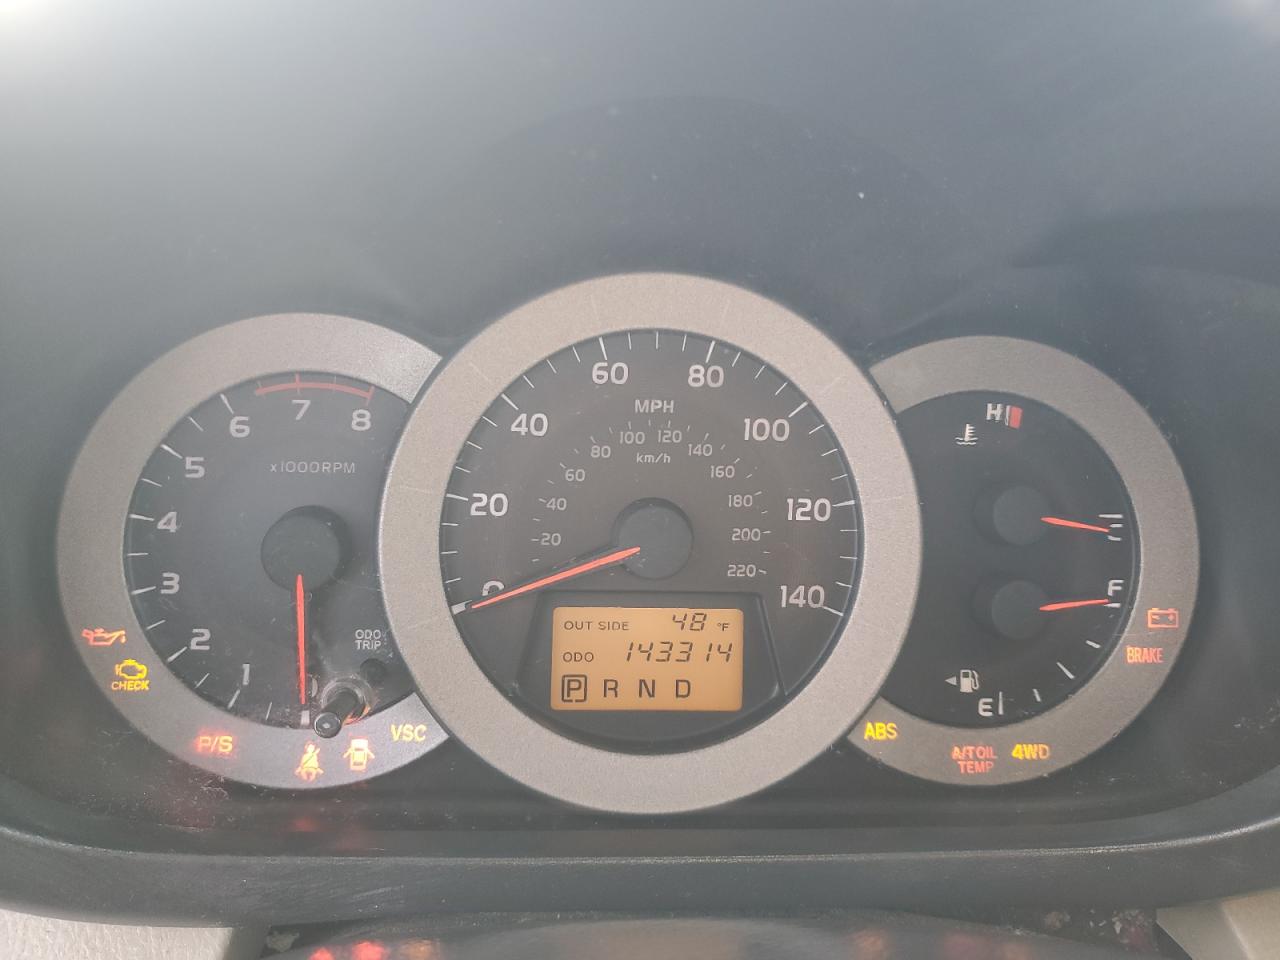 6 7 8
5
x1000RPM
4
3
2
1
ODO
TRIP
CHECK
P/S
VSC
60 80
MPH
40 100
20 120
0 140
100 120
80 140
km/h
60 160
40 180
20 200
220
OUT SIDE 48 °F
ODO 143314
P R N D
H
F
E
BRAKE
ABS
A/T OIL
TEMP
4WD